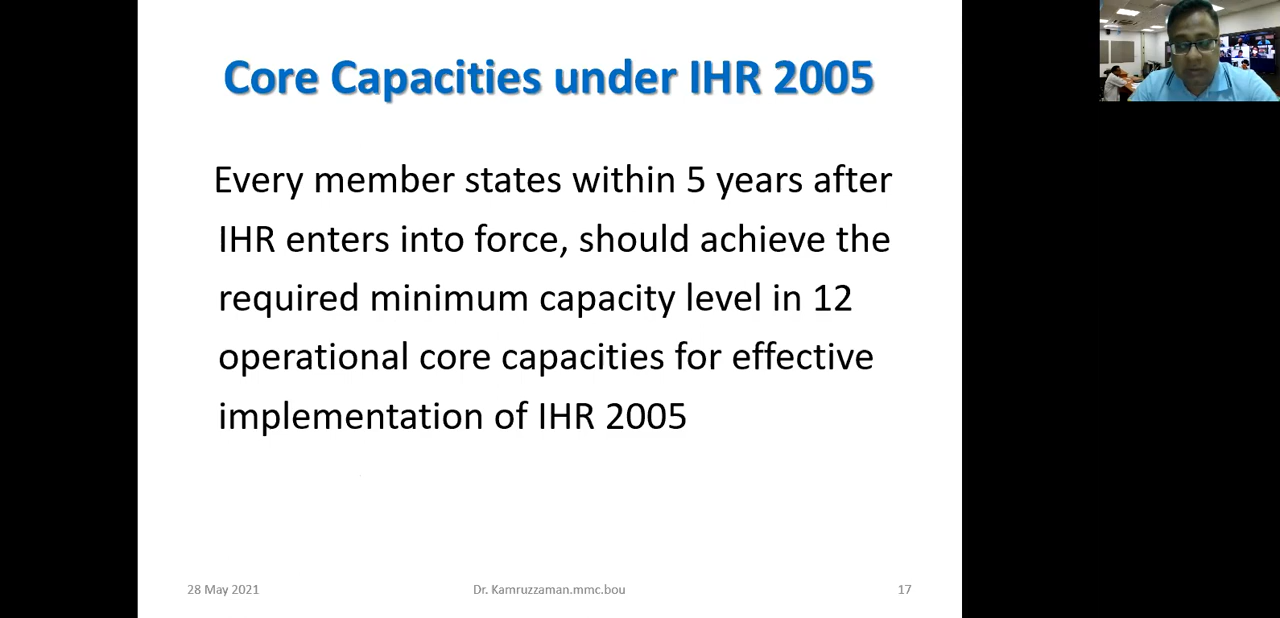 Core Capacities under IHR 2005
Every member states within 5 years after
IHR enters into force, should achieve the
required minimum capacity level in 12
operational core capacities for effective
implementation of IHR 2005
28 May 2021
Dr. Kamruzzaman.mmc.bou
17